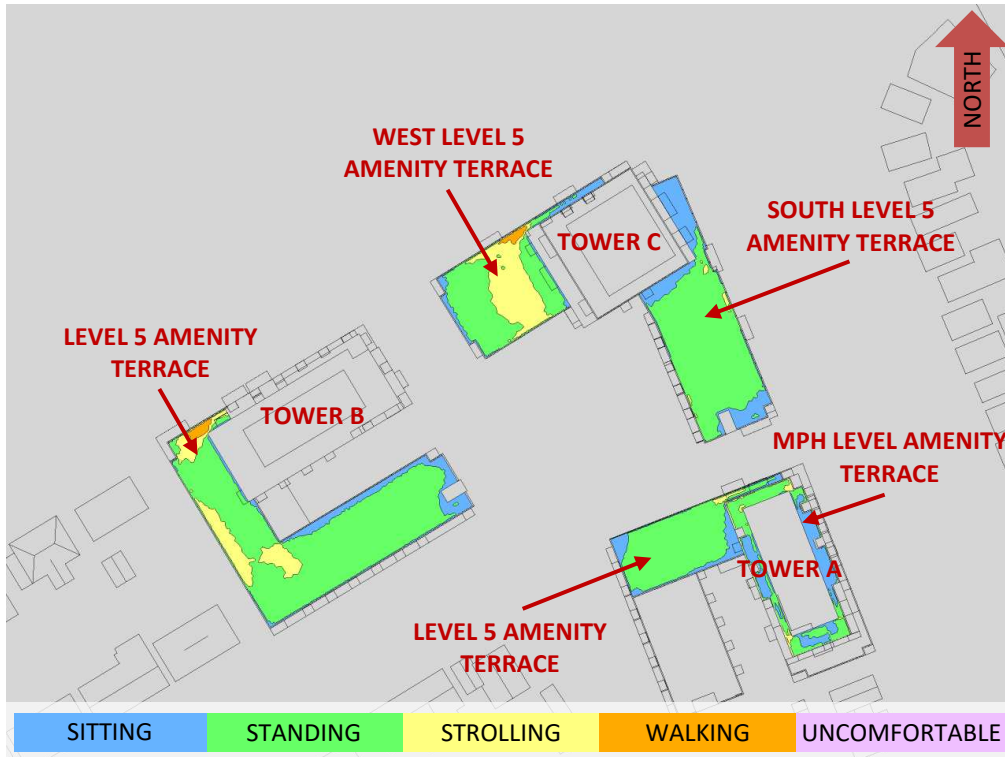 NORTH
WEST LEVEL 5
AMENITY TERRACE
TOWER C
SOUTH LEVEL 5
AMENITY TERRACE
LEVEL 5 AMENITY
TERRACE
TOWER B
MPH LEVEL AMENITY
TERRACE
TOWER A
LEVEL 5 AMENITY
TERRACE
SITTING
STANDING
STROLLING
WALKING
UNCOMFORTABLE